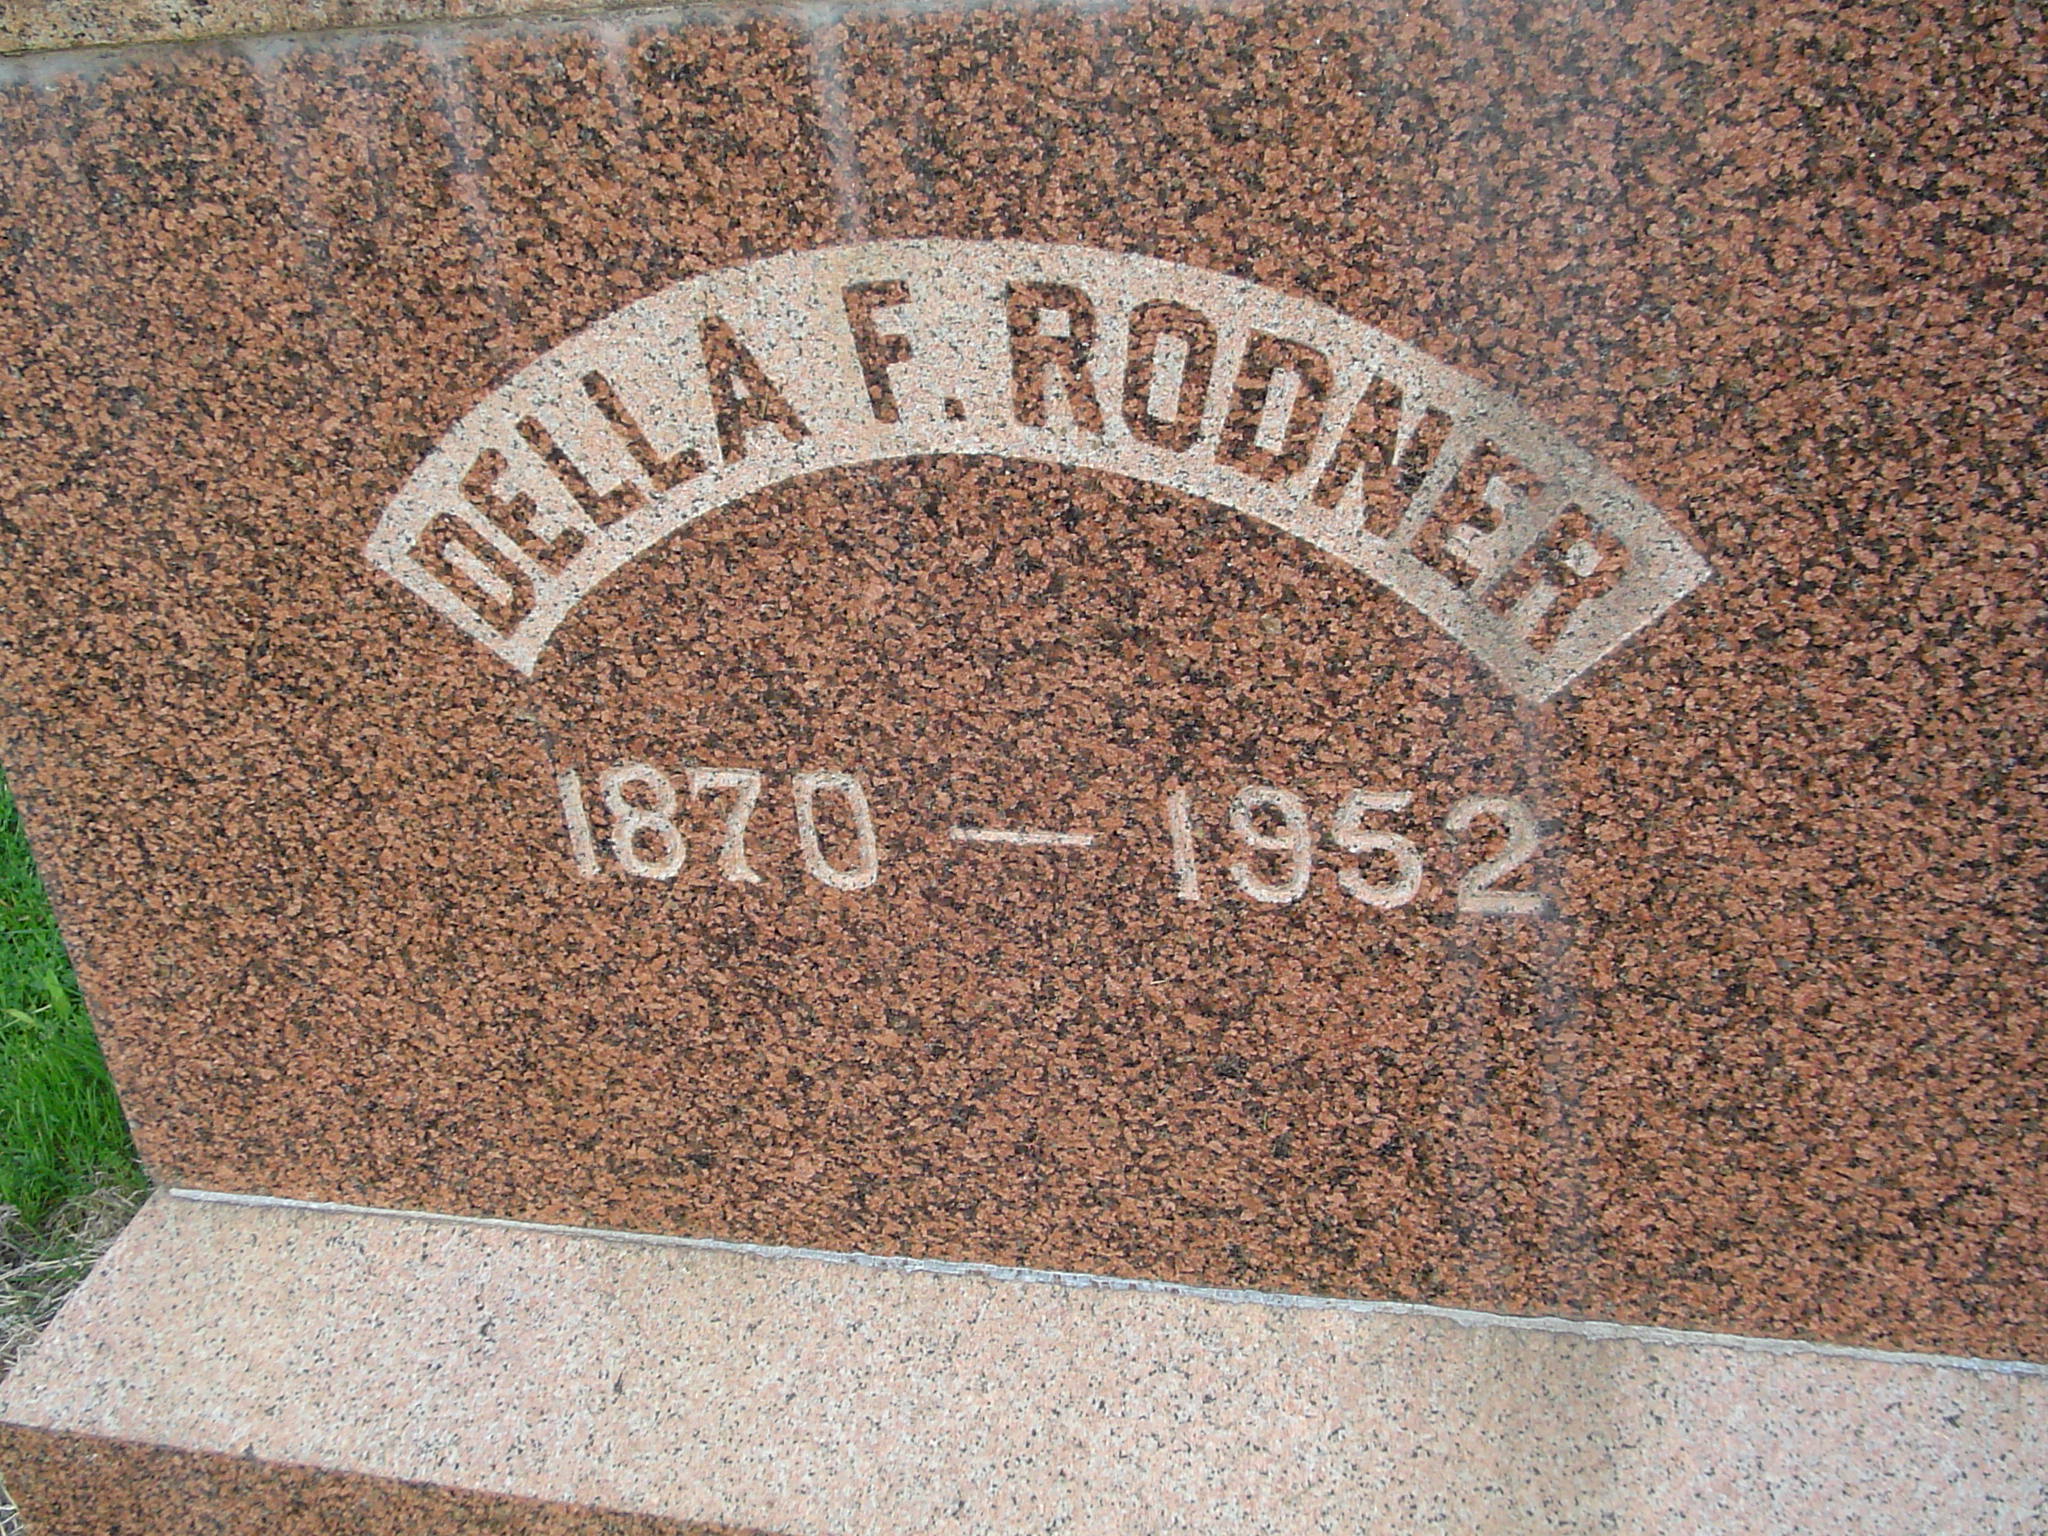 DELLA F. RODNER
1870 — 1952